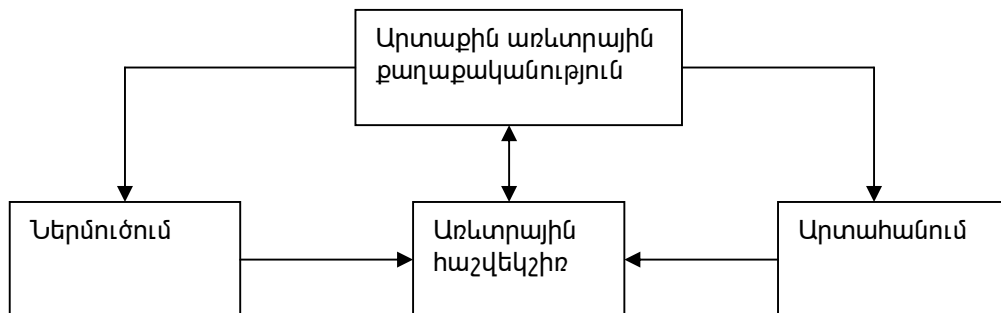 Արտաքին առևտրային
քաղաքականություն
Ներմուծում
Առևտրային
հաշվեկշիռ
Արտահանում